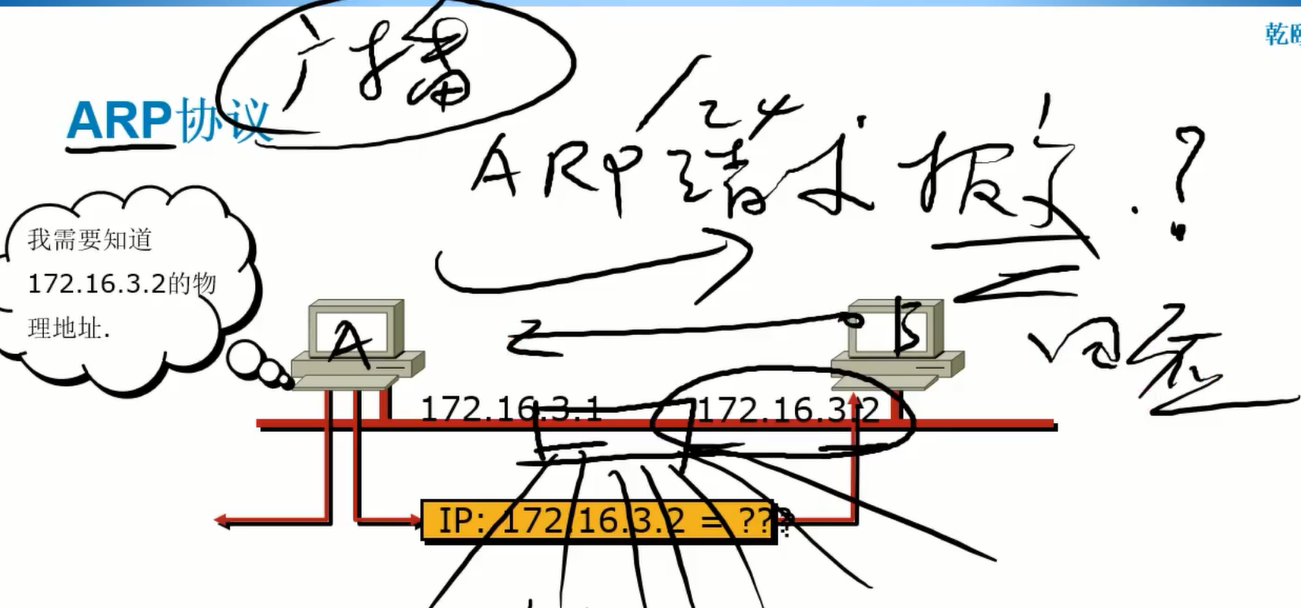 乾颐
广播
ARP协议
24
ARP请求报文.?
我需要知道
172.16.3.2的物
理地址.
A
B
回应
172.16.3.1
172.16.3.2
IP: 172.16.3.2 = ???